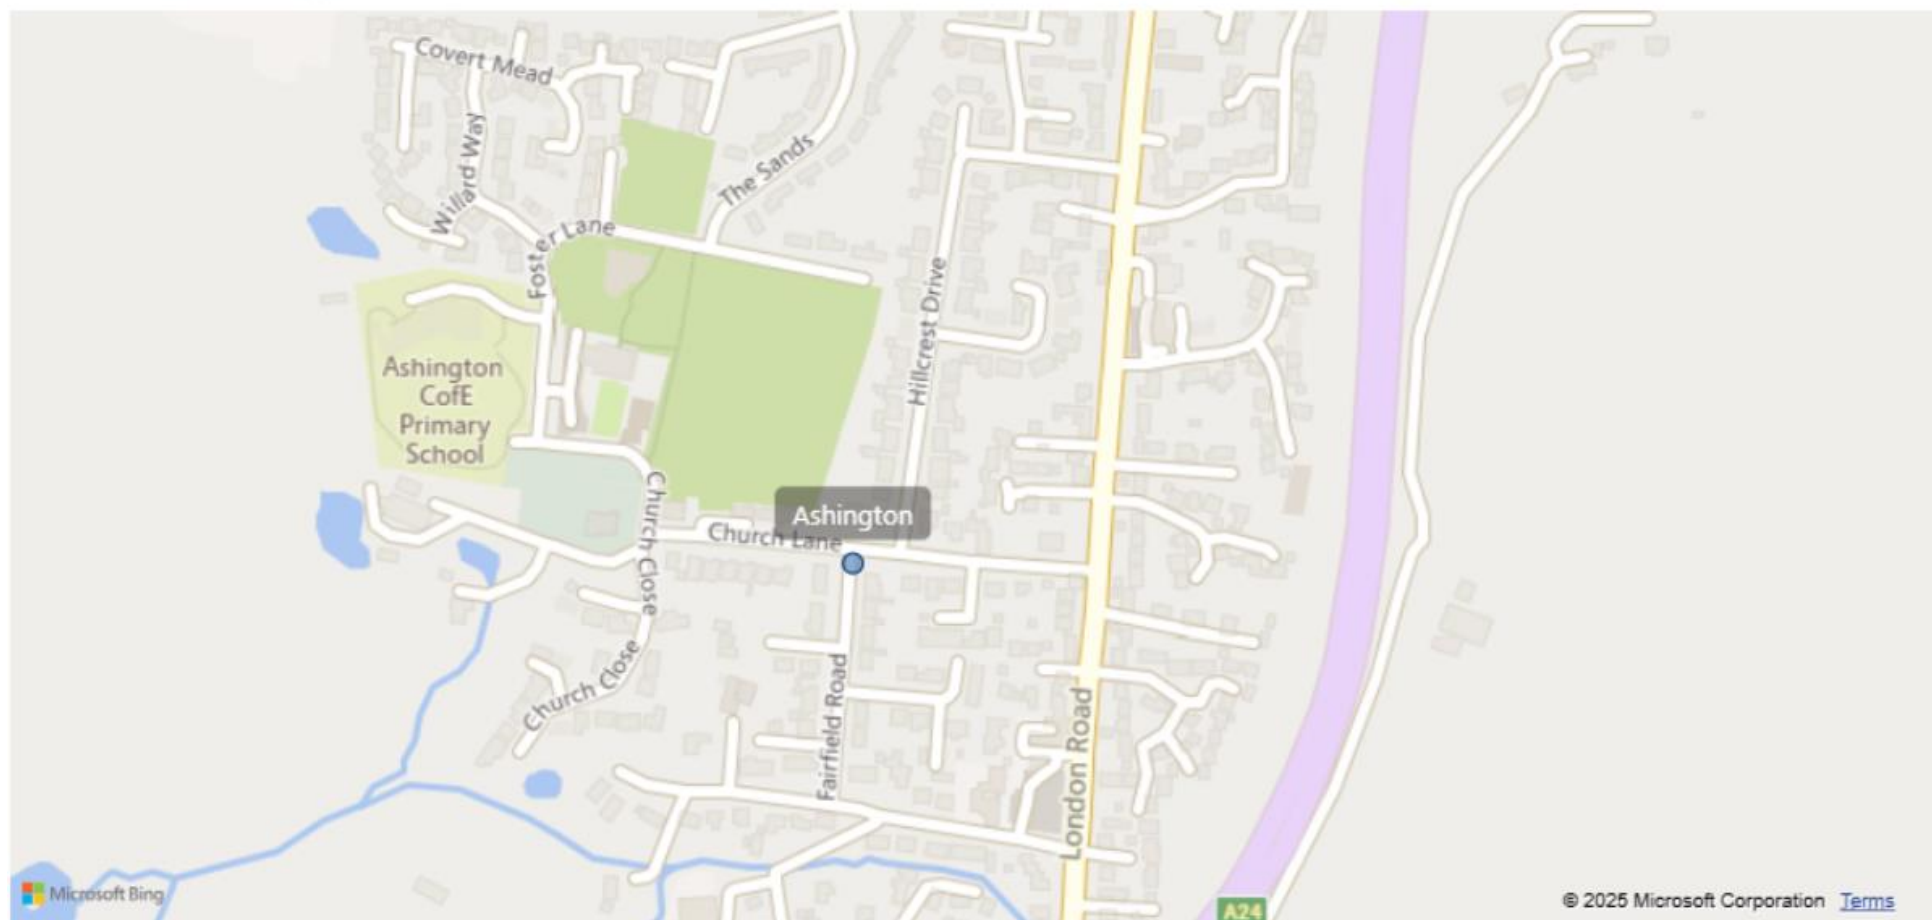 Covert Mead
Willard Way
The Sands
Foster Lane
Hillcrest Drive
Ashington
CofE
Primary
School
Church Close
Ashington
Church Lane
Church Close
Fairfield Road
London Road
Microsoft Bing
A24
© 2025 Microsoft Corporation Terms